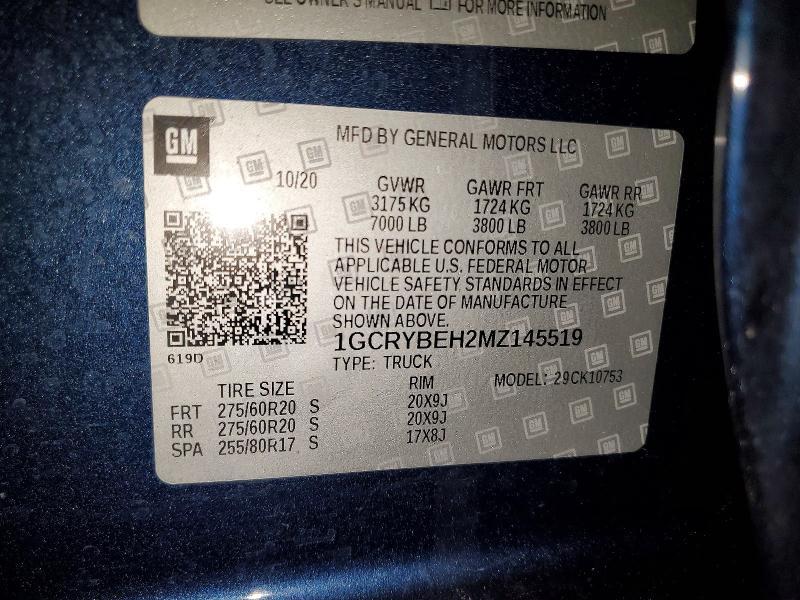 SEE OWNER'S MANUAL FOR MORE INFORMATION
GM
MFD BY GENERAL MOTORS LLC
10/20
GVWR GAWR FRT GAWR RR
3175 KG 1724 KG 1724 KG
7000 LB 3800 LB 3800 LB
THIS VEHICLE CONFORMS TO ALL
APPLICABLE U.S. FEDERAL MOTOR
VEHICLE SAFETY STANDARDS IN EFFECT
ON THE DATE OF MANUFACTURE
SHOWN ABOVE.
1GCRYBEH2MZ145519
619D
TYPE: TRUCK
MODEL: 29CK10753
TIRE SIZE RIM
FRT 275/60R20 S 20X9J
RR 275/60R20 S 20X9J
SPA 255/80R17 S 17X8J